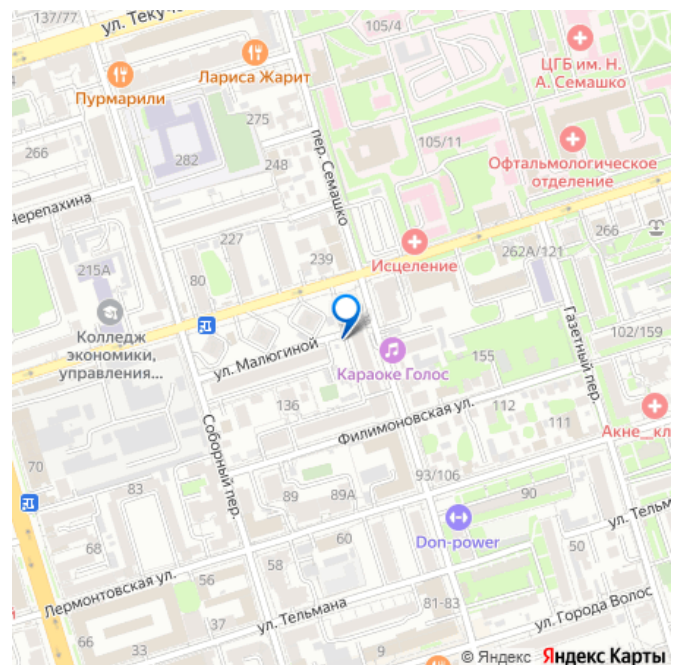 137/77
ул. Текуч
105/4
ЦГБ им. Н.
А. Семашко
Лариса Жарит
Пурмарили
275
пер. Семашко
105/11
282
248
266
Офтальмологическое
отделение
Черепахина
227
239
262А/121
266
215А
80
Исцеление
Колледж
экономики,
управления...
ул. Малюгиной
Газетный пер.
102/159
Караоке Голос
155
136
Филимоновская ул.
112
111
Акне_кл
Соборный пер.
70
83
93/106
89
89А
90
ул. Тельм
Don-power
68
58
60
50
Лермонтовская ул.
56
ул. Тельмана
81-83
ул. Города Волос
66
33
9
© Яндекс Яндекс Карты